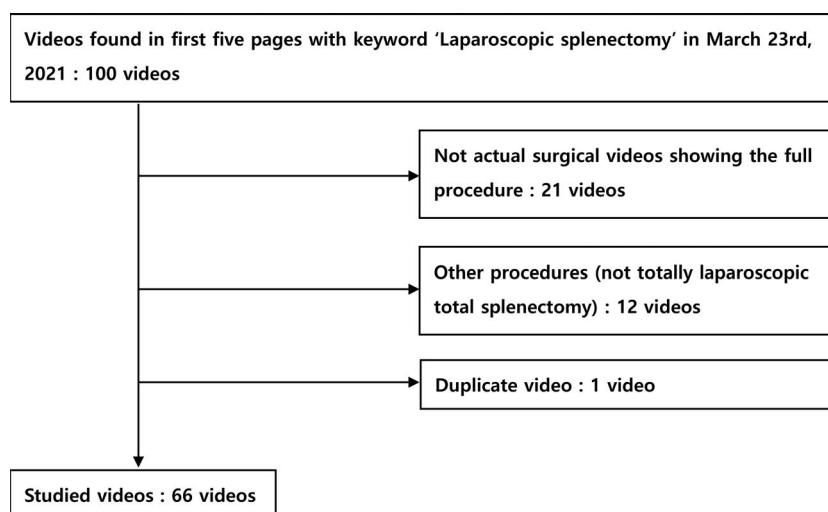 Videos found in first five pages with keyword ‘Laparoscopic splenectomy’ in March 23rd,
2021 : 100 videos
Not actual surgical videos showing the full
procedure : 21 videos
Other procedures (not totally laparoscopic
total splenectomy) : 12 videos
Duplicate video : 1 video
Studied videos : 66 videos